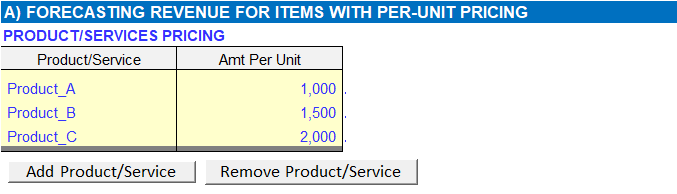 A) FORECASTING REVENUE FOR ITEMS WITH PER-UNIT PRICING
PRODUCT/SERVICES PRICING
Product/Service Amt Per Unit
Product_A 1,000 .
Product_B 1,500 .
Product_C 2,000 .
Add Product/Service Remove Product/Service